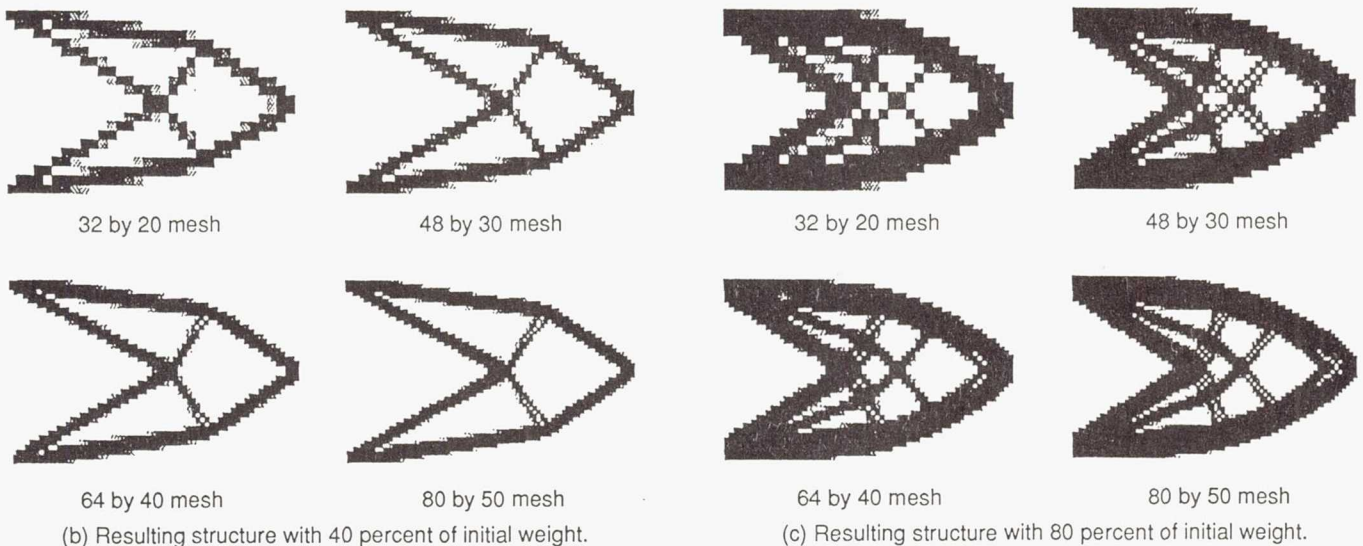 32 by 20 mesh
48 by 30 mesh
64 by 40 mesh
80 by 50 mesh
(b) Resulting structure with 40 percent of initial weight.
32 by 20 mesh
48 by 30 mesh
64 by 40 mesh
80 by 50 mesh
(c) Resulting structure with 80 percent of initial weight.